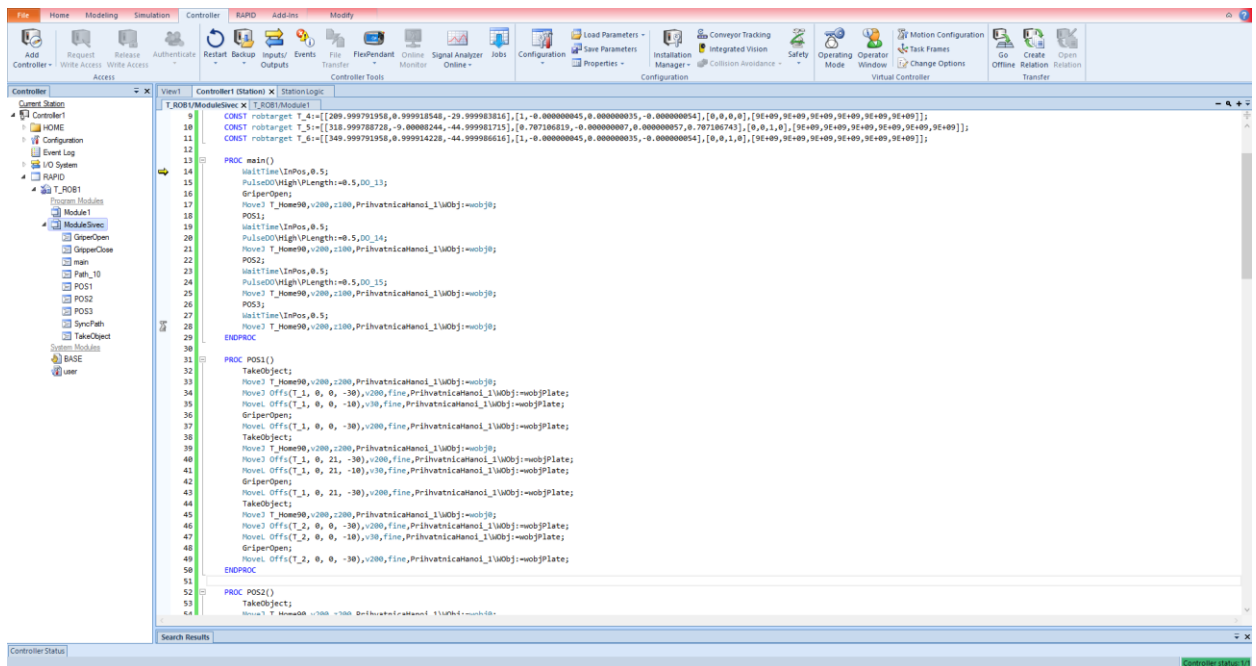 File Home Modeling Simulation Controller RAPID Add-Ins Modify
Add Controller Request Write Access Release Write Access Authenticate Restart Backup Inputs/ Outputs Events File Transfer FlexPendant Online Monitor Signal Analyzer Online Jobs Configuration Load Parameters Save Parameters Properties Installation Manager Conveyor Tracking Integrated Vision Collision Avoidance Safety Operating Mode Operator Window Motion Configuration Task Frames Change Options Go Offline Create Relation Open Relation
Access Controller Tools Configuration Virtual Controller Transfer
Controller
Current Station
Controller1
HOME
Configuration
Event Log
I/O System
RAPID
T_ROB1
Program Modules
Module1
ModuleSivec
GriperOpen
GripperClose
main
Path_10
POS1
POS2
POS3
SyncPath
TakeObject
System Modules
BASE
user
View1 Controller1 (Station) Station Logic
T_ROB1/ModuleSivec T_ROB1/Module1
9 CONST robtarget T_4:=[[209.999791958,0.999918548,-29.999983816],[1,-0.000000045,0.000000035,-0.000000054],[0,0,0,0],[9E+09,9E+09,9E+09,9E+09,9E+09,9E+09]];
10 CONST robtarget T_5:=[[318.99978872​8,-9.00008244,-44.999981715],[0.707106819,-0.00000007,0.000000057,0.707106743],[0,0,1,0],[9E+09,9E+09,9E+09,9E+09,9E+09,9E+09]];
11 CONST robtarget T_6:=[[349.999791958,0.999914228,-44.999986616],[1,-0.000000045,0.000000035,-0.000000054],[0,0,1,0],[9E+09,9E+09,9E+09,9E+09,9E+09,9E+09]];
12
13 PROC main()
14 WaitTime\InPos,0.5;
15 PulseDO\High\PLength:=0.5,DO_13;
16 GriperOpen;
17 MoveJ T_Home90,v200,z100,PrihvatnicaHanoi_1\WObj:=wobj0;
18 POS1;
19 WaitTime\InPos,0.5;
20 PulseDO\High\PLength:=0.5,DO_14;
21 MoveJ T_Home90,v200,z100,PrihvatnicaHanoi_1\WObj:=wobj0;
22 POS2;
23 WaitTime\InPos,0.5;
24 PulseDO\High\PLength:=0.5,DO_15;
25 MoveJ T_Home90,v200,z100,PrihvatnicaHanoi_1\WObj:=wobj0;
26 POS3;
27 WaitTime\InPos,0.5;
28 MoveJ T_Home90,v200,z100,PrihvatnicaHanoi_1\WObj:=wobj0;
29 ENDPROC
30
31 PROC POS1()
32 TakeObject;
33 MoveJ T_Home90,v200,z200,PrihvatnicaHanoi_1\WObj:=wobj0;
34 MoveJ Offs(T_1, 0, 0, -30),v200,fine,PrihvatnicaHanoi_1\WObj:=wobjPlate;
35 MoveL Offs(T_1, 0, 0, -10),v30,fine,PrihvatnicaHanoi_1\WObj:=wobjPlate;
36 GriperOpen;
37 MoveL Offs(T_1, 0, 0, -30),v200,fine,PrihvatnicaHanoi_1\WObj:=wobjPlate;
38 TakeObject;
39 MoveJ T_Home90,v200,z200,PrihvatnicaHanoi_1\WObj:=wobj0;
40 MoveJ Offs(T_1, 0, 21, -30),v200,fine,PrihvatnicaHanoi_1\WObj:=wobjPlate;
41 MoveL Offs(T_1, 0, 21, -10),v30,fine,PrihvatnicaHanoi_1\WObj:=wobjPlate;
42 GriperOpen;
43 MoveL Offs(T_1, 0, 21, -30),v200,fine,PrihvatnicaHanoi_1\WObj:=wobjPlate;
44 TakeObject;
45 MoveJ T_Home90,v200,z200,PrihvatnicaHanoi_1\WObj:=wobj0;
46 MoveJ Offs(T_2, 0, 0, -30),v200,fine,PrihvatnicaHanoi_1\WObj:=wobjPlate;
47 MoveL Offs(T_2, 0, 0, -10),v30,fine,PrihvatnicaHanoi_1\WObj:=wobjPlate;
48 GriperOpen;
49 MoveL Offs(T_2, 0, 0, -30),v200,fine,PrihvatnicaHanoi_1\WObj:=wobjPlate;
50 ENDPROC
51
52 PROC POS2()
53 TakeObject;
54 MoveJ T_Home90,v200,z200,PrihvatnicaHanoi_1\WObj:=wobj0;
Search Results
Controller Status
Controller status:1/1